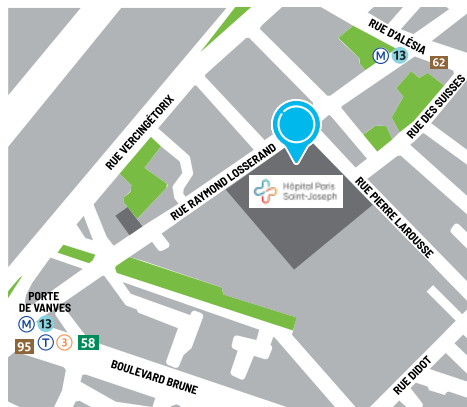 RUE D'ALÉSIA
M 13
62
RUE DES SUISSES
RUE VERCINGÉTORIX
RUE RAYMOND LOSSERAND
Hôpital Paris
Saint-Joseph
RUE PIERRE LAROUSSE
PORTE
DE VANVES
M 13
95 T 3 58
BOULEVARD BRUNE
RUE DIDOT